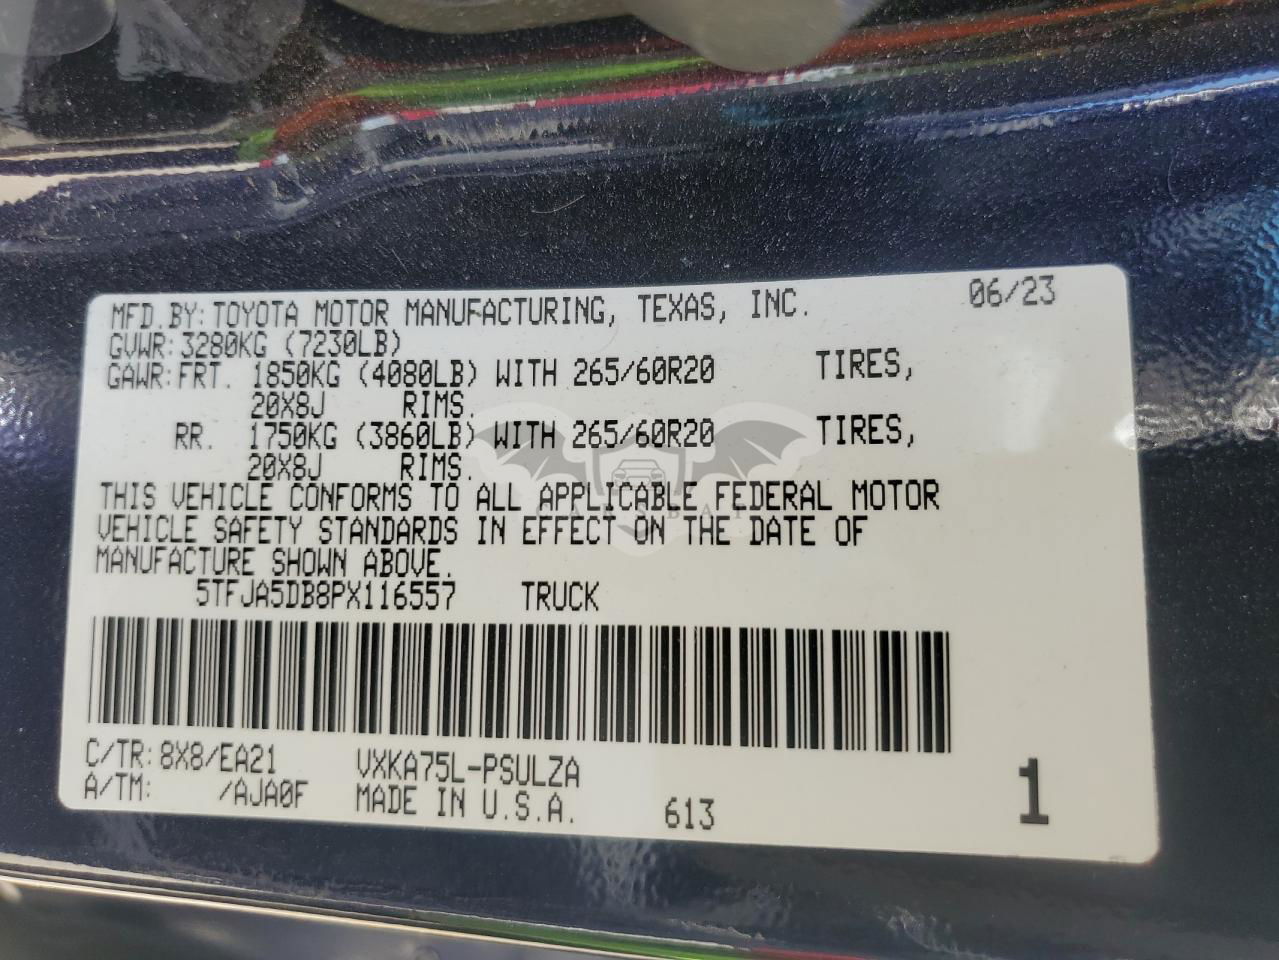 MFD.BY:TOYOTA MOTOR MANUFACTURING, TEXAS, INC. 06/23
GVWR:3280KG (7230LB)
GAWR:FRT. 1850KG (4080LB) WITH 265/60R20 TIRES,
20X8J RIMS.
RR. 1750KG (3860LB) WITH 265/60R20 TIRES,
20X8J RIMS.
THIS VEHICLE CONFORMS TO ALL APPLICABLE FEDERAL MOTOR
VEHICLE SAFETY STANDARDS IN EFFECT ON THE DATE OF
MANUFACTURE SHOWN ABOVE.
5TFJA5DB8PX116557 TRUCK
C/TR:8X8/EA21 VXKA75L-PSULZA
A/TM: /AJA0F MADE IN U.S.A. 613 1
CARSBAT